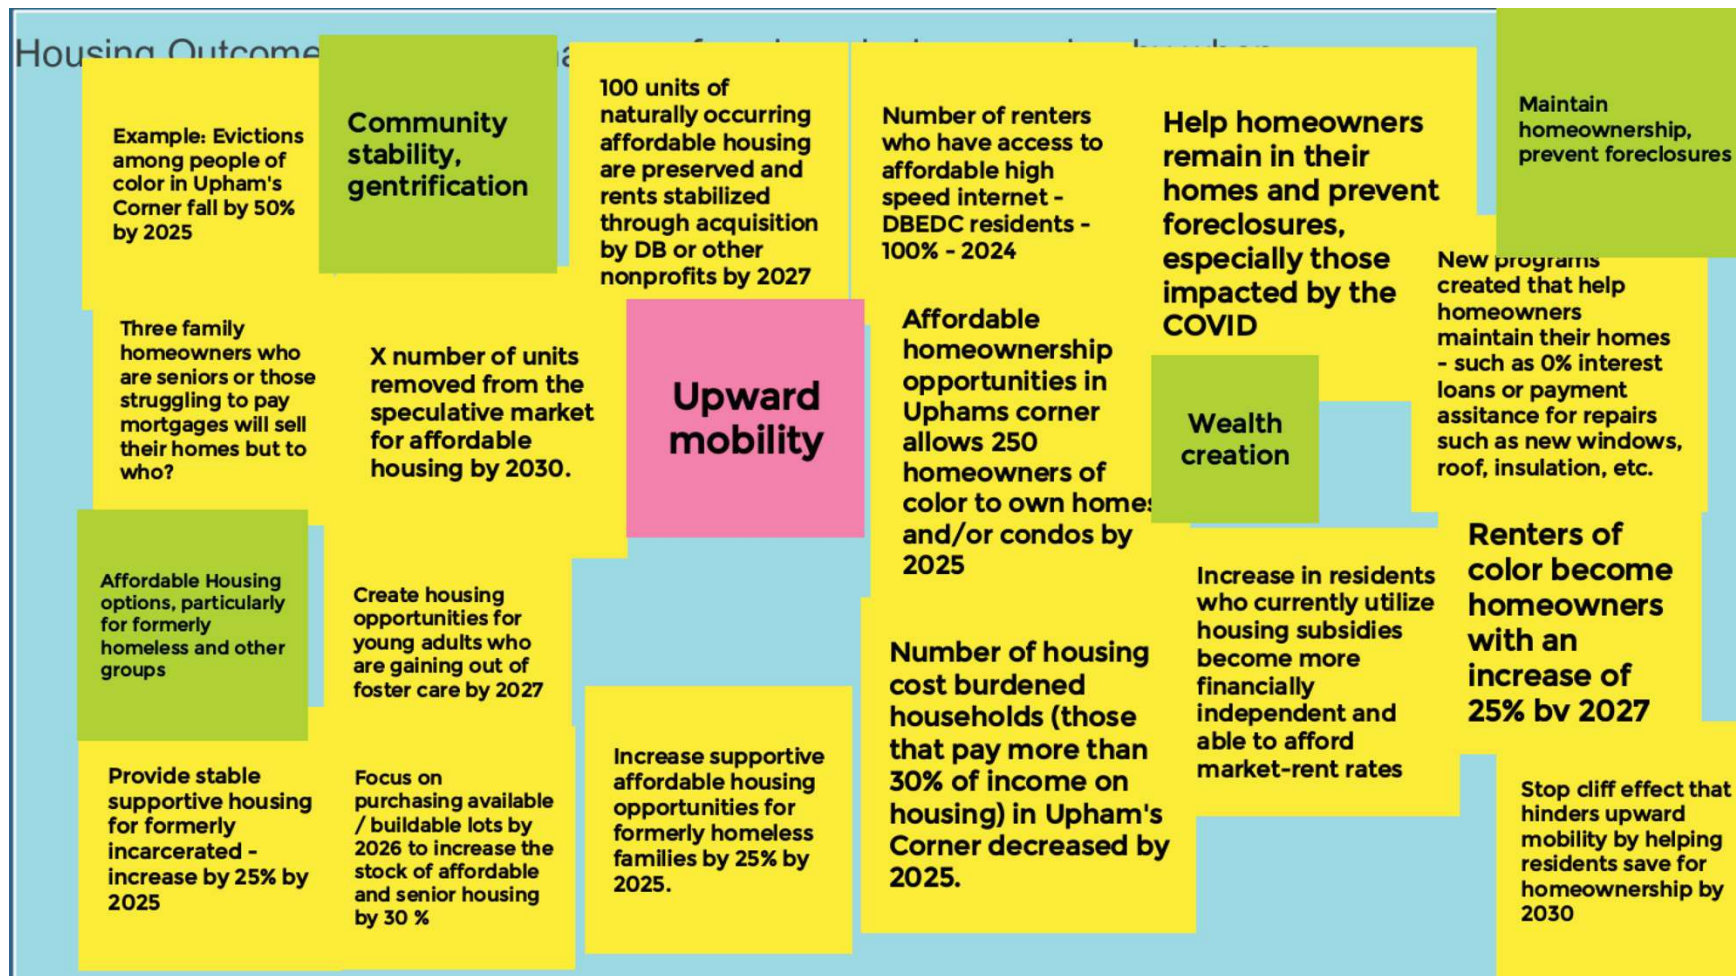 Housing Outcome
Example: Evictions
among people of
color in Upham's
Corner fall by 50%
by 2025
Community
stability,
gentrification
100 units of
naturally occurring
affordable housing
are preserved and
rents stabilized
through acquisition
by DB or other
nonprofits by 2027
Number of renters
who have access to
affordable high
speed internet -
DBEDC residents -
100% - 2024
Help homeowners
remain in their
homes and prevent
foreclosures,
especially those
impacted by the
COVID
Maintain
homeownership,
prevent foreclosures
Three family
homeowners who
are seniors or those
struggling to pay
mortgages will sell
their homes but to
who?
X number of units
removed from the
speculative market
for affordable
housing by 2030.
Upward
mobility
Affordable
homeownership
opportunities in
Uphams corner
allows 250
homeowners of
color to own homes
and/or condos by
2025
Wealth
creation
New programs
created that help
homeowners
maintain their homes
- such as 0% interest
loans or payment
assitance for repairs
such as new windows,
roof, insulation, etc.
Affordable Housing
options, particularly
for formerly
homeless and other
groups
Create housing
opportunities for
young adults who
are gaining out of
foster care by 2027
Increase in residents
who currently utilize
housing subsidies
become more
financially
independent and
able to afford
market-rent rates
Renters of
color become
homeowners
with an
increase of
25% by 2027
Provide stable
supportive housing
for formerly
incarcerated -
increase by 25% by
2025
Focus on
purchasing available
/ buildable lots by
2026 to increase the
stock of affordable
and senior housing
by 30 %
Increase supportive
affordable housing
opportunities for
formerly homeless
families by 25% by
2025.
Number of housing
cost burdened
households (those
that pay more than
30% of income on
housing) in Upham's
Corner decreased by
2025.
Stop cliff effect that
hinders upward
mobility by helping
residents save for
homeownership by
2030